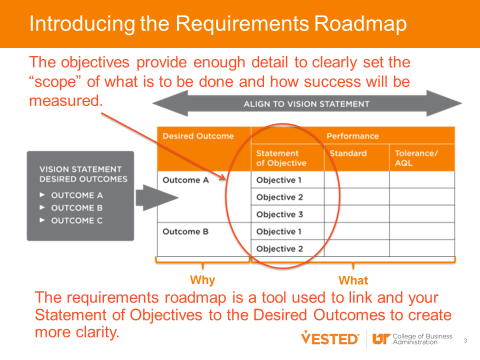 Introducing the Requirements Roadmap
The objectives provide enough detail to clearly set the
“scope” of what is to be done and how success will be
measured.
ALIGN TO VISION STATEMENT
Desired Outcome Performance
Statement of Objective Standard Tolerance/ AQL
VISION STATEMENT
DESIRED OUTCOMES
► OUTCOME A
► OUTCOME B
► OUTCOME C
Outcome A Objective 1
Objective 2
Objective 3
Outcome B Objective 1
Objective 2
Why What
The requirements roadmap is a tool used to link and your
Statement of Objectives to the Desired Outcomes to create
more clarity.
VESTED UT College of Business
Administration
3